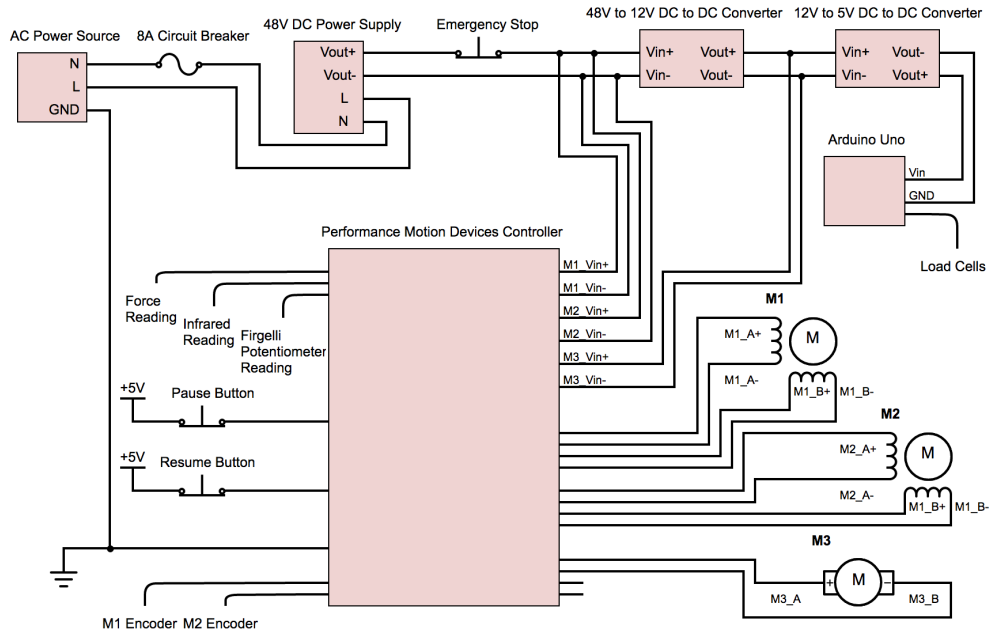 48V to 12V DC to DC Converter
12V to 5V DC to DC Converter
48V DC Power Supply
Emergency Stop
AC Power Source
8A Circuit Breaker
N
L
GND
Vout+
Vout-
L
N
Vin+
Vout+
Vin-
Vout-
Vin+
Vout-
Vin-
Vout+
Arduino Uno
Vin
GND
Load Cells
Performance Motion Devices Controller
M1_Vin+
M1_Vin-
M2_Vin+
M2_Vin-
M3_Vin+
M3_Vin-
Force
Reading
Infrared
Reading
Firgelli
Potentiometer
Reading
+5V
Pause Button
+5V
Resume Button
M1
M1_A+
M
M1_A-
M1_B+
M1_B-
M2
M2_A+
M
M2_A-
M1_B+
M1_B-
M3
+
M
−
M3_A
M3_B
M1 Encoder
M2 Encoder